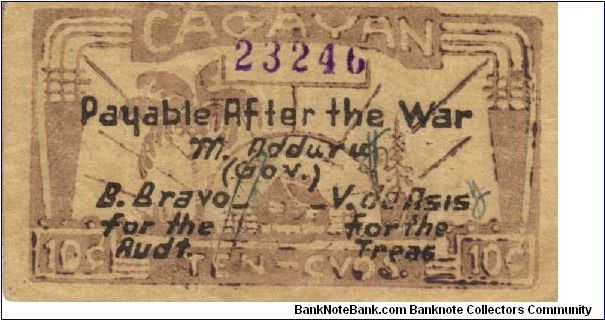 CAGAYAN
23246
Payable After the War
M. Adduru
(Gov.)
B. Bravo V. de Asis
for the for the
Audt. Treas.
10¢ TEN CVOS 10¢
BankNoteBank.com Banknote Collectors Community